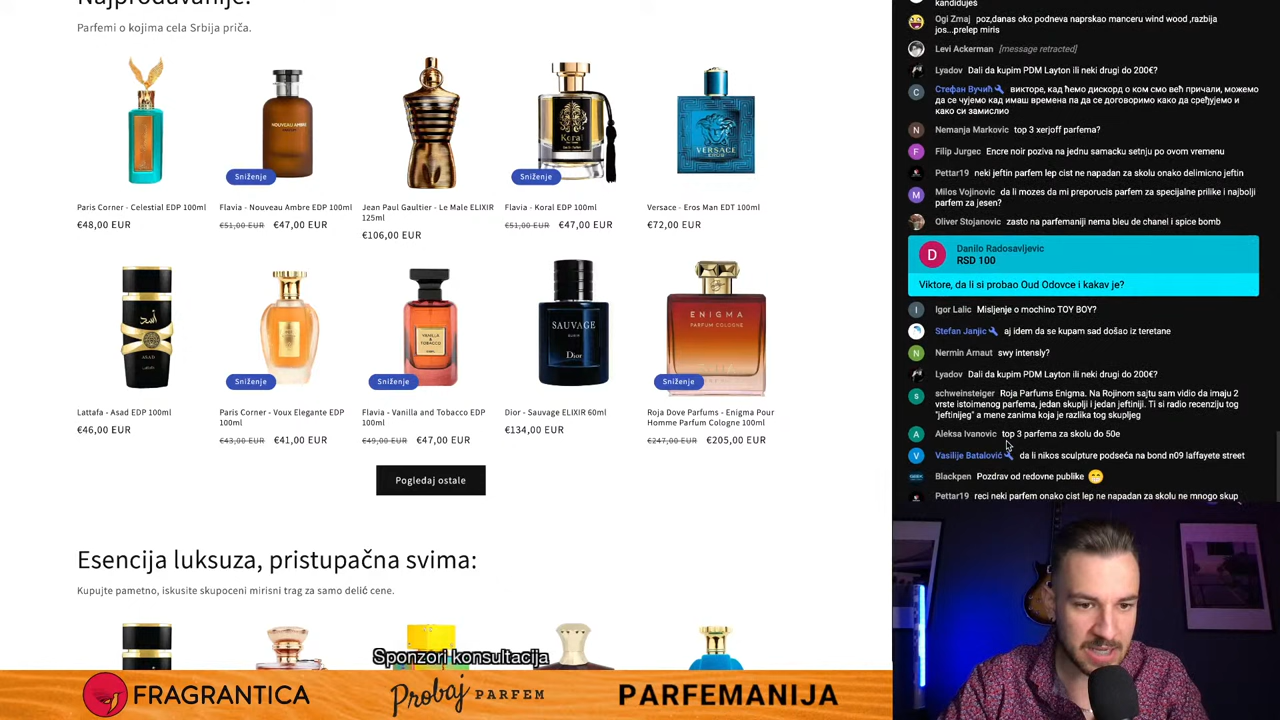 Najprodavanije:
Parfemi o kojima cela Srbija priča.
NOUVEAU AMBRE
Koral
VERSACE
Sniženje
Sniženje
Paris Corner - Celestial EDP 100ml
€48,00 EUR
Flavia - Nouveau Ambre EDP 100ml
€51,00 EUR €47,00 EUR
Jean Paul Gaultier - Le Male ELIXIR
125ml
€106,00 EUR
Flavia - Koral EDP 100ml
€51,00 EUR €47,00 EUR
Versace - Eros Man EDT 100ml
€72,00 EUR
ASAD
VANILLA & TOBACCO
SAUVAGE
Dior
ENIGMA
PARFUM COLOGNE
Sniženje
Sniženje
Sniženje
Lattafa - Asad EDP 100ml
€46,00 EUR
Paris Corner - Voux Elegante EDP
100ml
€43,00 EUR €41,00 EUR
Flavia - Vanilla and Tobacco EDP
100ml
€49,00 EUR €47,00 EUR
Dior - Sauvage ELIXIR 60ml
€134,00 EUR
Roja Dove Parfums - Enigma Pour
Homme Parfum Cologne 100ml
€247,00 EUR €205,00 EUR
Pogledaj ostale
Esencija luksuza, pristupačna svima:
Kupujte pametno, iskusite skupoceni mirisni trag za samo delić cene.
Sponzori konsultacija
FRAGRANTICA
Probaj PARFEM
PARFEMANIJA
kandiduješ
Ogi Zmaj poz,danas oko podneva naprskao manceru wind wood ,razbija
jos...prelep miris
Levi Ackerman [message retracted]
Lyadov Dali da kupim PDM Layton ili neki drugi do 200€?
Стефан Вучић викторе, кад ћемо дискорд о ком смо већ причали, можемо
да се чујемо кад имаш времена па да се договоримо како да сређујемо и
како си замислио
Nemanja Markovic top 3 xerjoff parfema?
Filip Jurgec Encre noir poziva na jednu samacku setnju po ovom vremenu
Pettar19 neki jeftin parfem lep cist ne napadan za skolu onako delimicno jeftin
Milos Vojinovic da li mozes da mi preporucis parfem za specijalne prilike i najbolji
parfem za jesen?
Oliver Stojanovic zasto na parfemaniji nema bleu de chanel i spice bomb
D
Danilo Radosavljevic
RSD 100
Viktore, da li si probao Oud Odovce i kakav je?
Igor Lalic Misljenje o mochino TOY BOY?
Stefan Janjic aj idem da se kupam sad došao iz teretane
Nermin Arnaut swy intensly?
Lyadov Dali da kupim PDM Layton ili neki drugi do 200€?
schweinsteiger Roja Parfums Enigma. Na Rojinom sajtu sam vidio da imaju 2
vrste istoimenog parfema, jedan skuplji i jedan jeftiniji. Ti si radio recenziju tog
"jeftinijeg" a mene zanima koja je razlika tog skupljeg
Aleksa Ivanovic top 3 parfema za skolu do 50e
Vasilije Batalović da li nikos sculpture podseća na bond n09 laffayete street
Blackpen Pozdrav od redovne publike
Pettar19 reci neki parfem onako cist lep ne napadan za skolu ne mnogo skup